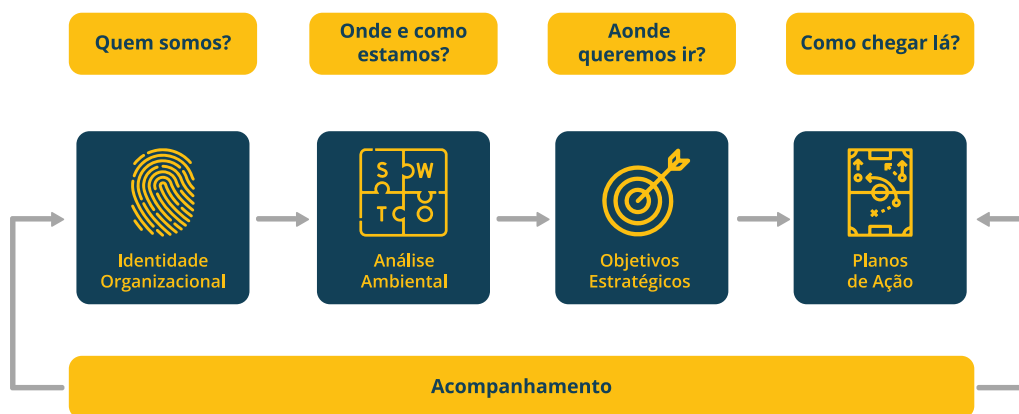 Quem somos?
Onde e como
estamos?
Aonde
queremos ir?
Como chegar lá?
Identidade
Organizacional
S W
T O
Análise
Ambiental
Objetivos
Estratégicos
Planos
de Ação
Acompanhamento